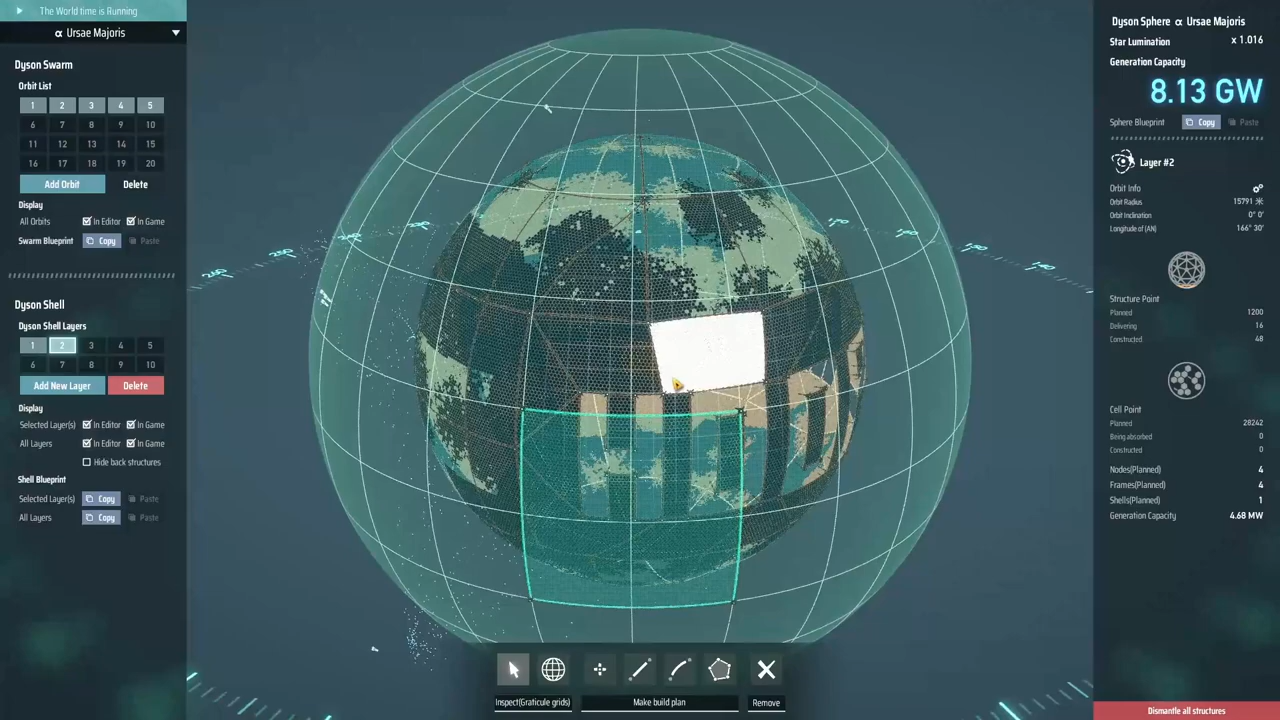 The World time is Running
α Ursae Majoris
Dyson Swarm
Orbit List
1 2 3 4 5
6 7 8 9 10
11 12 13 14 15
16 17 18 19 20
Add Orbit Delete
Display
All Orbits In Editor In Game
Swarm Blueprint Copy Paste
Dyson Shell
Dyson Shell Layers
1 2 3 4 5
6 7 8 9 10
Add New Layer Delete
Display
Selected Layer(s) In Editor In Game
All Layers In Editor In Game
Hide back structures
Shell Blueprint
Selected Layer(s) Copy Paste
All Layers Copy Paste
Inspect(Graticule grids) Make build plan Remove
Dyson Sphere α Ursae Majoris
Star Lumination x 1.016
Generation Capacity
8.13 GW
Sphere Blueprint Copy Paste
Layer #2
Orbit Info
Orbit Radius 15791
Orbit Inclination 0° 0'
Longitude of (AN) 166° 30'
Structure Point
Planned 1200
Delivering 16
Constructed 48
Cell Point
Planned 28242
Being absorbed 0
Constructed 0
Nodes(Planned) 4
Frames(Planned) 4
Shells(Planned) 1
Generation Capacity 4.68 MW
Dismantle all structures